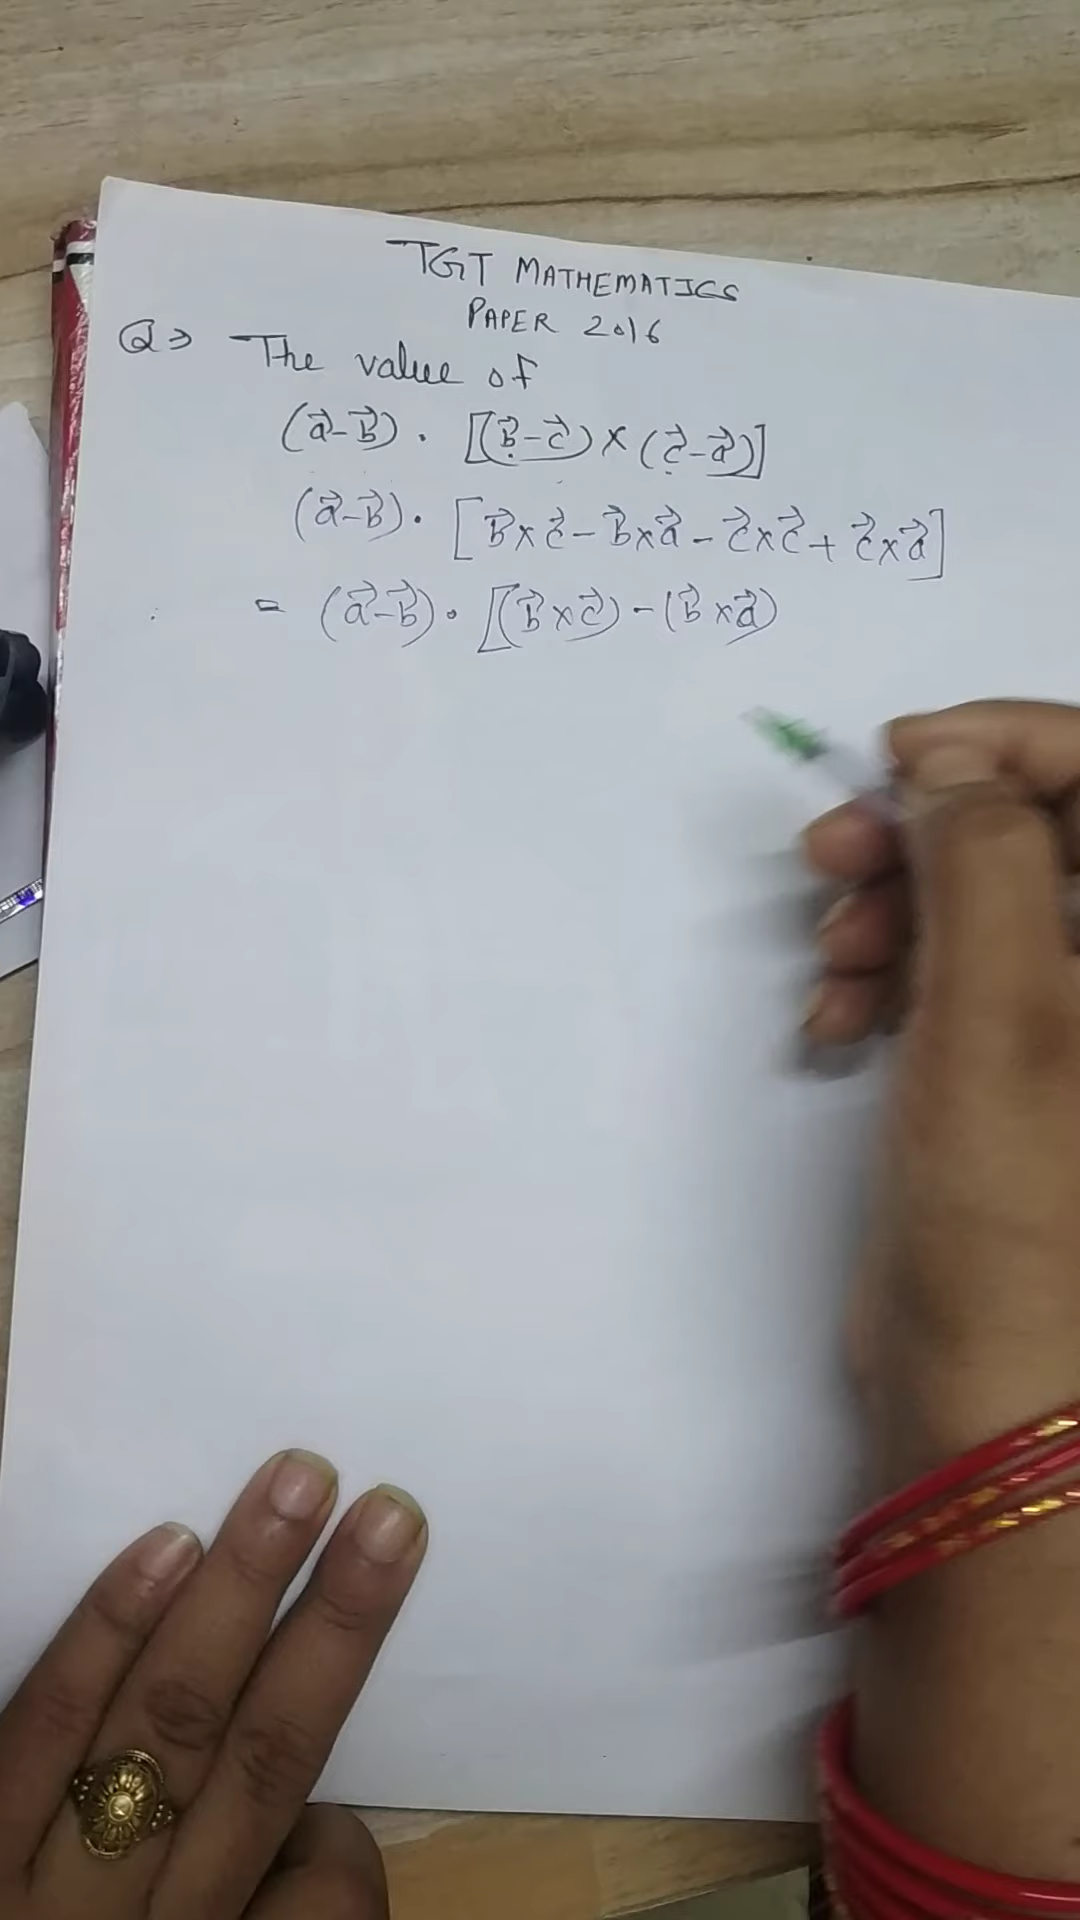 TGT MATHEMATICS
PAPER 2016
Q⇒ The value of
(a⃗-b⃗) . [(b⃗-c⃗)×(c⃗-a⃗)]
(a⃗-b⃗). [b⃗×c⃗-b⃗×a⃗-c⃗×c⃗+c⃗×a⃗]
= (a⃗-b⃗). [(b⃗×c⃗)-(b⃗×a⃗)